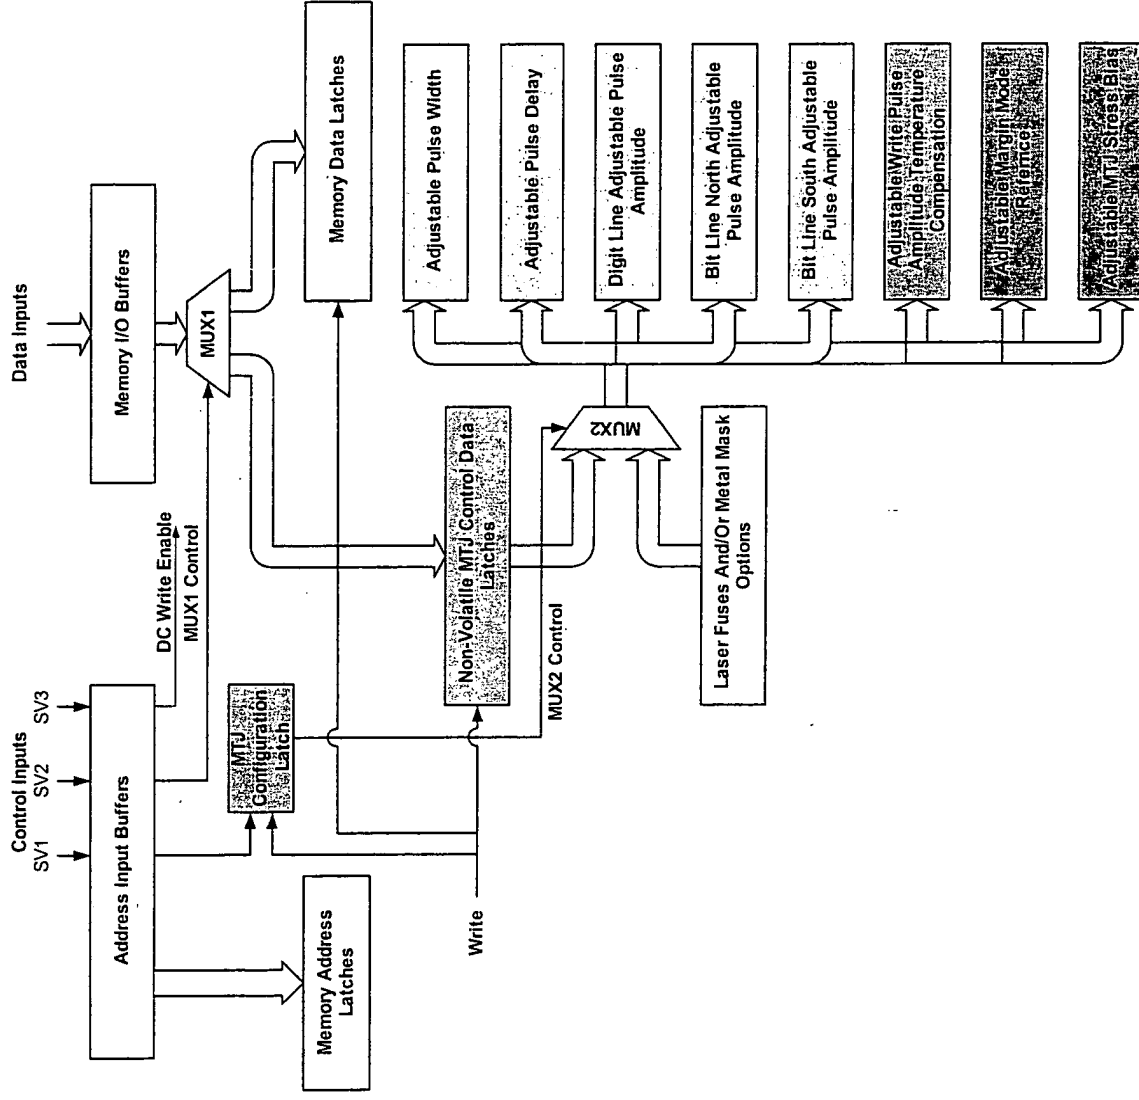 Data Inputs
Memory I/O Buffers
MUX1
Memory Data Latches
Control Inputs
SV1
SV2
SV3
Address Input Buffers
DC Write Enable
MUX1 Control
MTJ
Configuration
Latch
Memory Address
Latches
Write
Non-Volatile MTJ Control Data
Latches
MUX2 Control
MUX2
Laser Fuses And/Or Metal Mask
Options
Adjustable Pulse Width
Adjustable Pulse Delay
Digit Line Adjustable Pulse
Amplitude
Bit Line North Adjustable
Pulse Amplitude
Bit Line South Adjustable
Pulse Amplitude
Adjustable Write Pulse
Amplitude Temperature
Compensation
Adjustable Margin Mode
Refernce
Adjustable MTJ Stress Bias